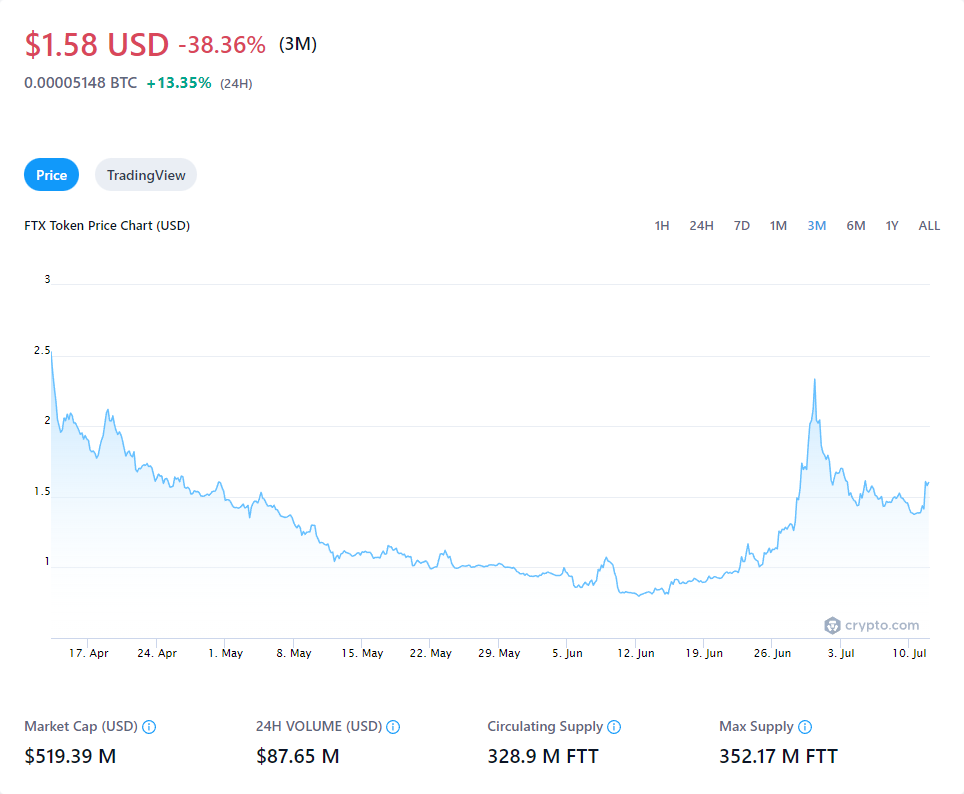 $1.58 USD -38.36% (3M)
0.00005148 BTC +13.35% (24H)
Price TradingView
FTX Token Price Chart (USD) 1H 24H 7D 1M 3M 6M 1Y ALL
3
2.5
2
1.5
1
crypto.com
17. Apr 24. Apr 1. May 8. May 15. May 22. May 29. May 5. Jun 12. Jun 19. Jun 26. Jun 3. Jul 10. Jul
Market Cap (USD) 24H VOLUME (USD) Circulating Supply Max Supply
$519.39 M $87.65 M 328.9 M FTT 352.17 M FTT